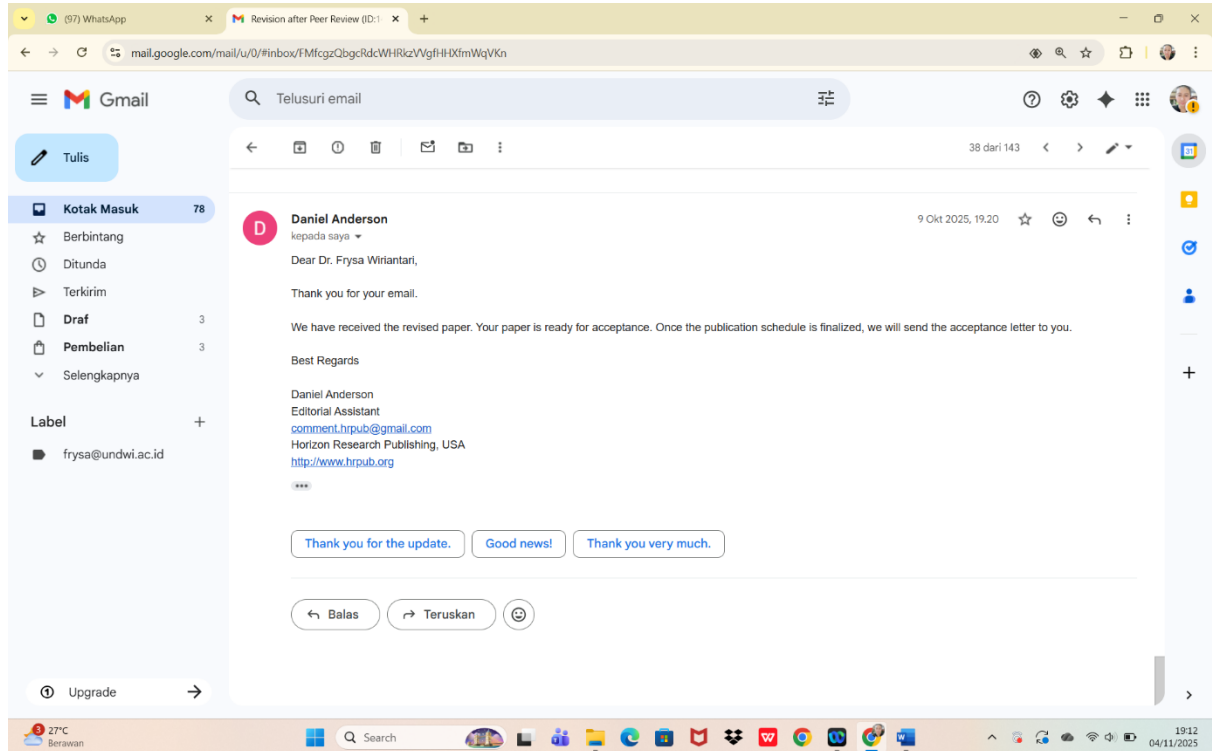 (97) WhatsApp
Revision after Peer Review (ID:1
mail.google.com/mail/u/0/#inbox/FMfcgzQbgcRdcWHRkzVVgfHHXfmWqVKn
Gmail
Telusuri email
Tulis
38 dari 143
Kotak Masuk 78
Berbintang
Ditunda
Terkirim
Draf 3
Pembelian 3
Selengkapnya
Label
frysa@undwi.ac.id
Upgrade
D
Daniel Anderson
9 Okt 2025, 19.20
kepada saya
Dear Dr. Frysa Wiriantari,
Thank you for your email.
We have received the revised paper. Your paper is ready for acceptance. Once the publication schedule is finalized, we will send the acceptance letter to you.
Best Regards
Daniel Anderson
Editorial Assistant
comment.hrpub@gmail.com
Horizon Research Publishing, USA
http://www.hrpub.org
Thank you for the update.
Good news!
Thank you very much.
Balas
Teruskan
31
3
27°C
Berawan
Search
19:12
04/11/2025